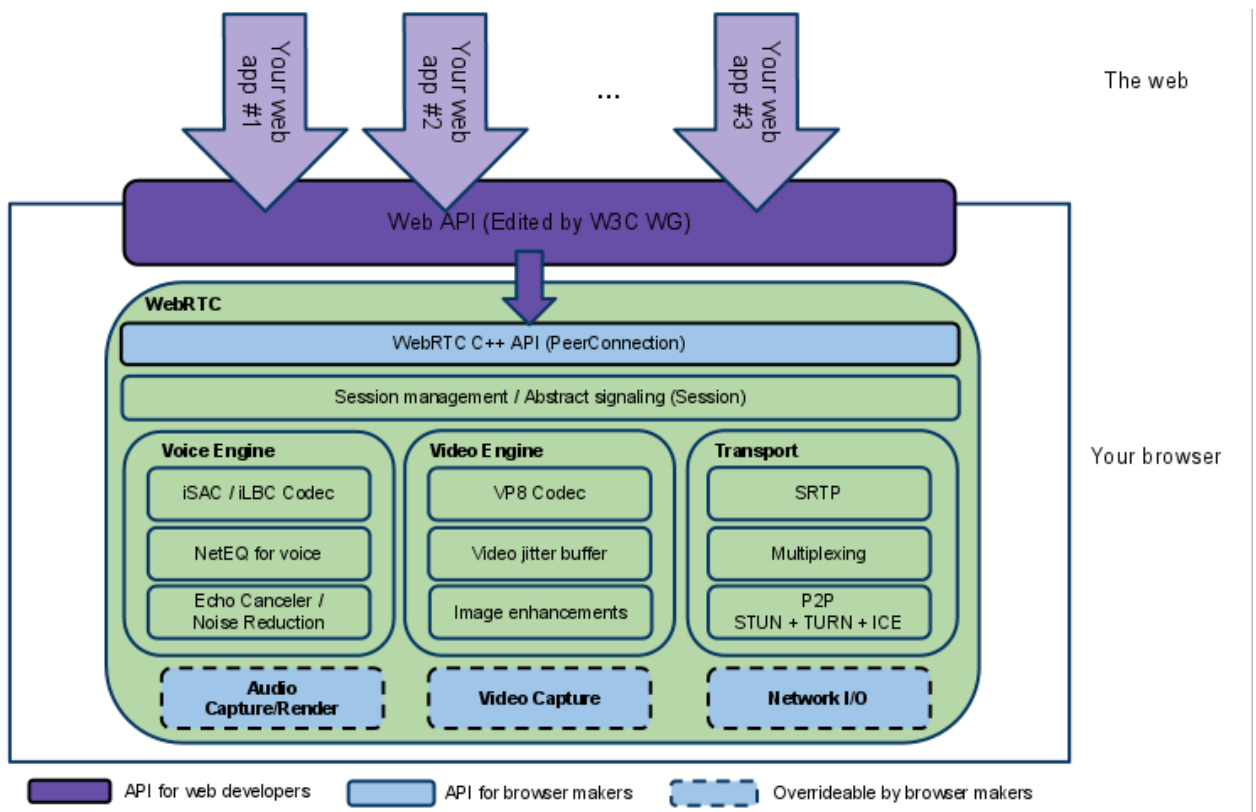 Your web
app #1
Your web
app #2
...
Your web
app #3
The web
Web API (Edited by W3C WG)
WebRTC
WebRTC C++ API (PeerConnection)
Session management / Abstract signaling (Session)
Your browser
Voice Engine
iSAC / iLBC Codec
NetEQ for voice
Echo Canceler /
Noise Reduction
Video Engine
VP8 Codec
Video jitter buffer
Image enhancements
Transport
SRTP
Multiplexing
P2P
STUN + TURN + ICE
Audio
Capture/Render
Video Capture
Network I/O
API for web developers
API for browser makers
Overrideable by browser makers